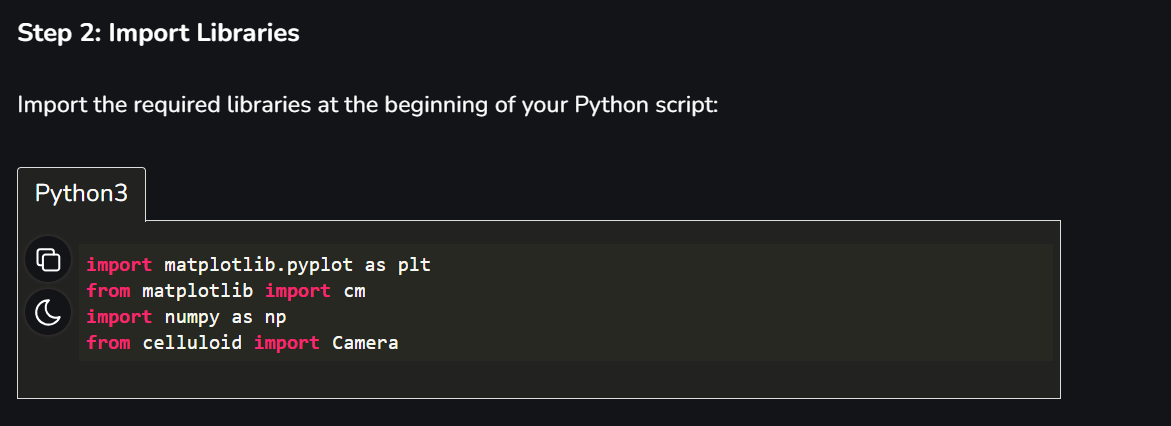 Step 2: Import Libraries
Import the required libraries at the beginning of your Python script:
Python3
import matplotlib.pyplot as plt
from matplotlib import cm
import numpy as np
from celluloid import Camera